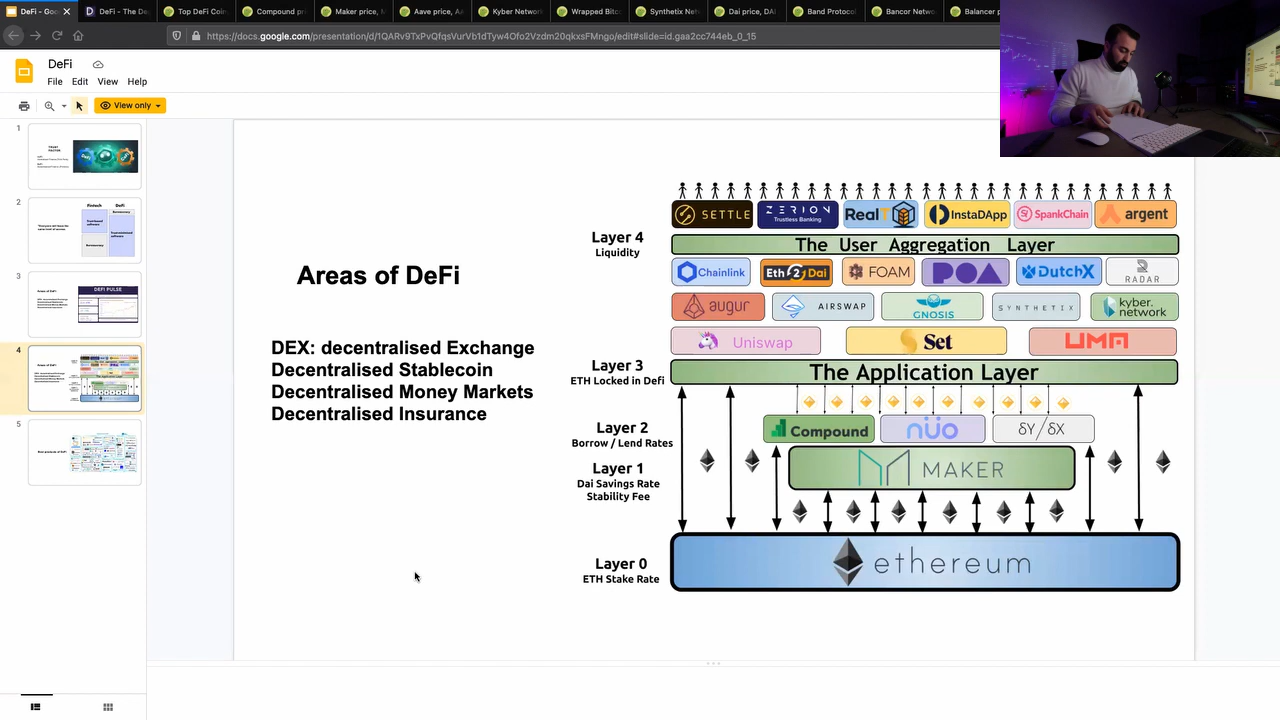 DeFi - Goo
DeFi - The De
Top DeFi Coin
Compound pr
Maker price, M
Aave price, AA
Kyber Network
Wrapped Bitc
Synthetix Net
Dai price, DAI
Band Protocol
Bancor Netwo
Balancer p
https://docs.google.com/presentation/d/1QARv9TxPvQfqsVurVb1dTyw4Ofo2Vzdm20qkxsFMngo/edit#slide=id.gaa2cc744eb_0_15
DeFi
File Edit View Help
View only
1
2
3
4
5
Areas of DeFi
DEX: decentralised Exchange
Decentralised Stablecoin
Decentralised Money Markets
Decentralised Insurance
SETTLE
ZERION
Trustless Banking
RealT
InstaDApp
SpankChain
argent
Layer 4
Liquidity
The User Aggregation Layer
Chainlink
Eth2Dai
FOAM
POA
DutchX
RADAR
augur
AIRSWAP
GNOSIS
SYNTHETIX
kyber.
network
Uniswap
Set
UMA
Layer 3
ETH Locked in Defi
The Application Layer
Layer 2
Borrow / Lend Rates
Compound
nüo
δY/δX
Layer 1
Dai Savings Rate
Stability Fee
MAKER
Layer 0
ETH Stake Rate
ethereum